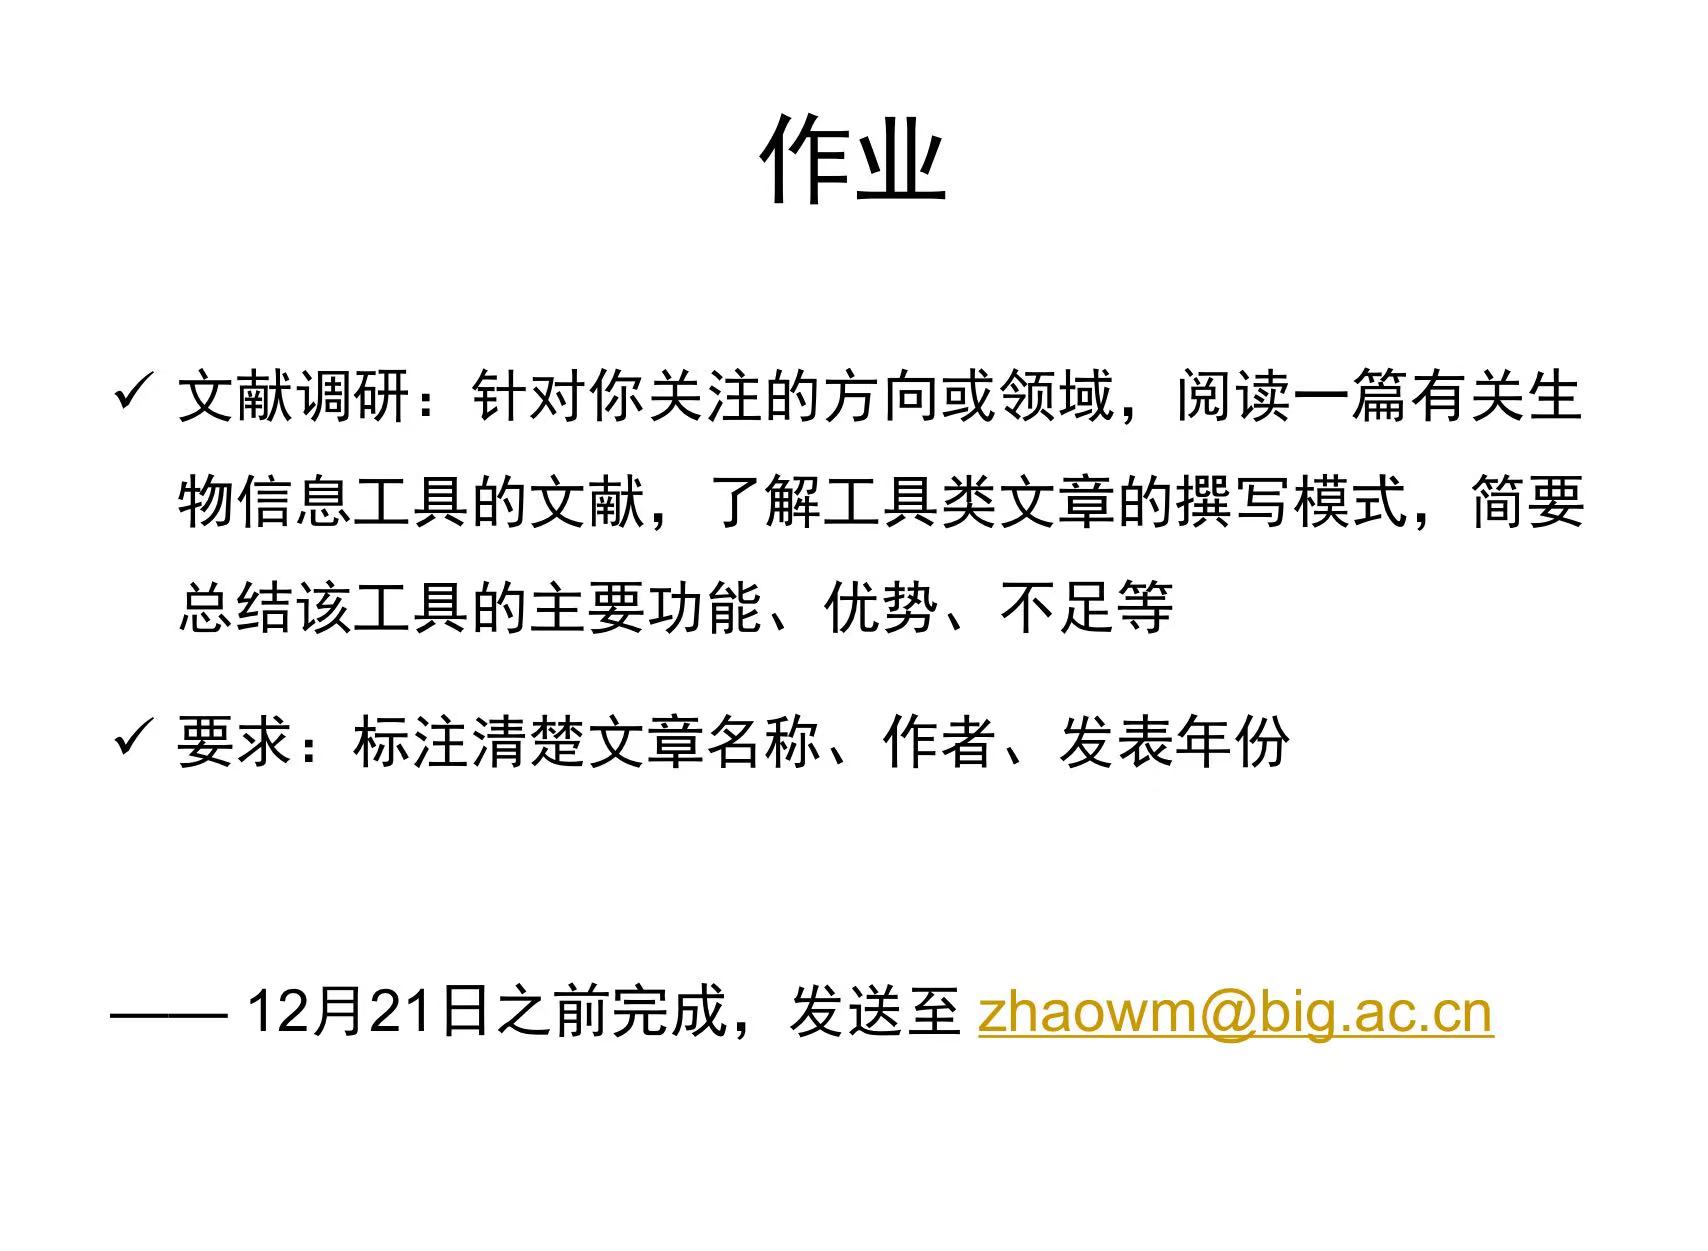 作业
✓ 文献调研：针对你关注的方向或领域，阅读一篇有关生
物信息工具的文献，了解工具类文章的撰写模式，简要
总结该工具的主要功能、优势、不足等
✓ 要求：标注清楚文章名称、作者、发表年份
—— 12月21日之前完成，发送至 zhaowm@big.ac.cn